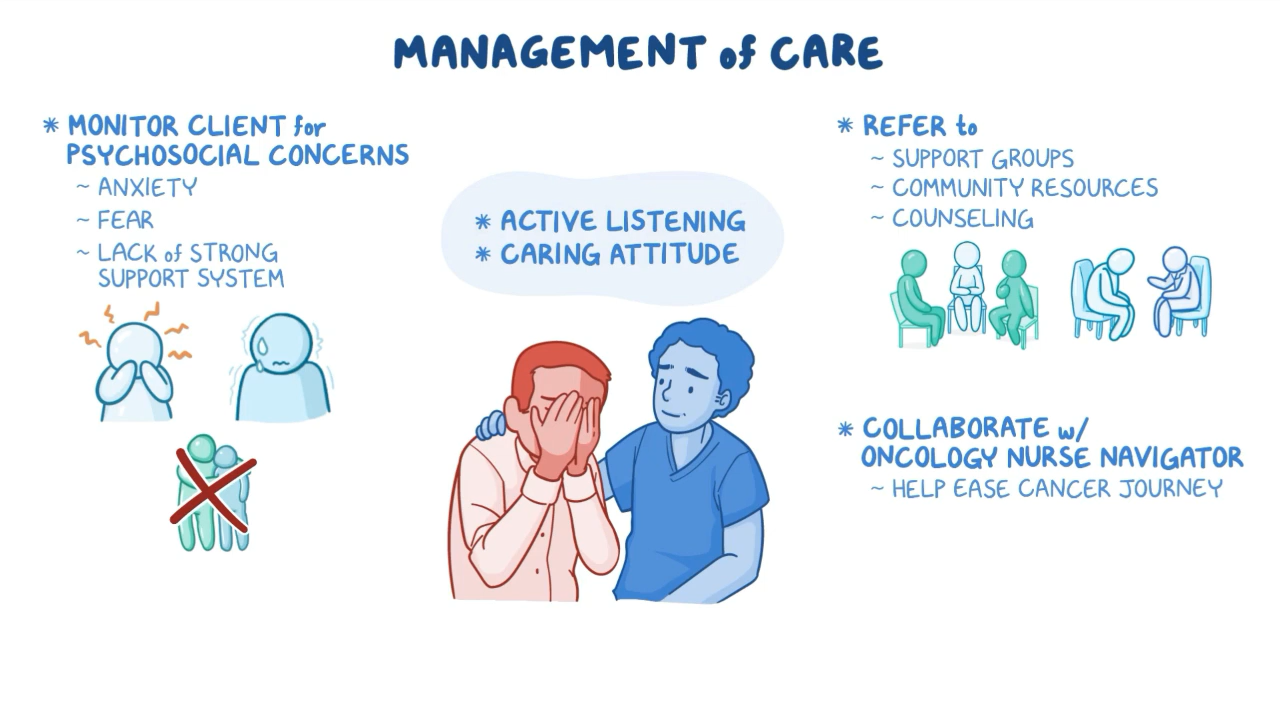 MANAGEMENT of CARE
* MONITOR CLIENT for
PSYCHOSOCIAL CONCERNS
~ ANXIETY
~ FEAR
~ LACK of STRONG
SUPPORT SYSTEM
* ACTIVE LISTENING
* CARING ATTITUDE
* REFER to
~ SUPPORT GROUPS
~ COMMUNITY RESOURCES
~ COUNSELING
* COLLABORATE w/
ONCOLOGY NURSE NAVIGATOR
~ HELP EASE CANCER JOURNEY